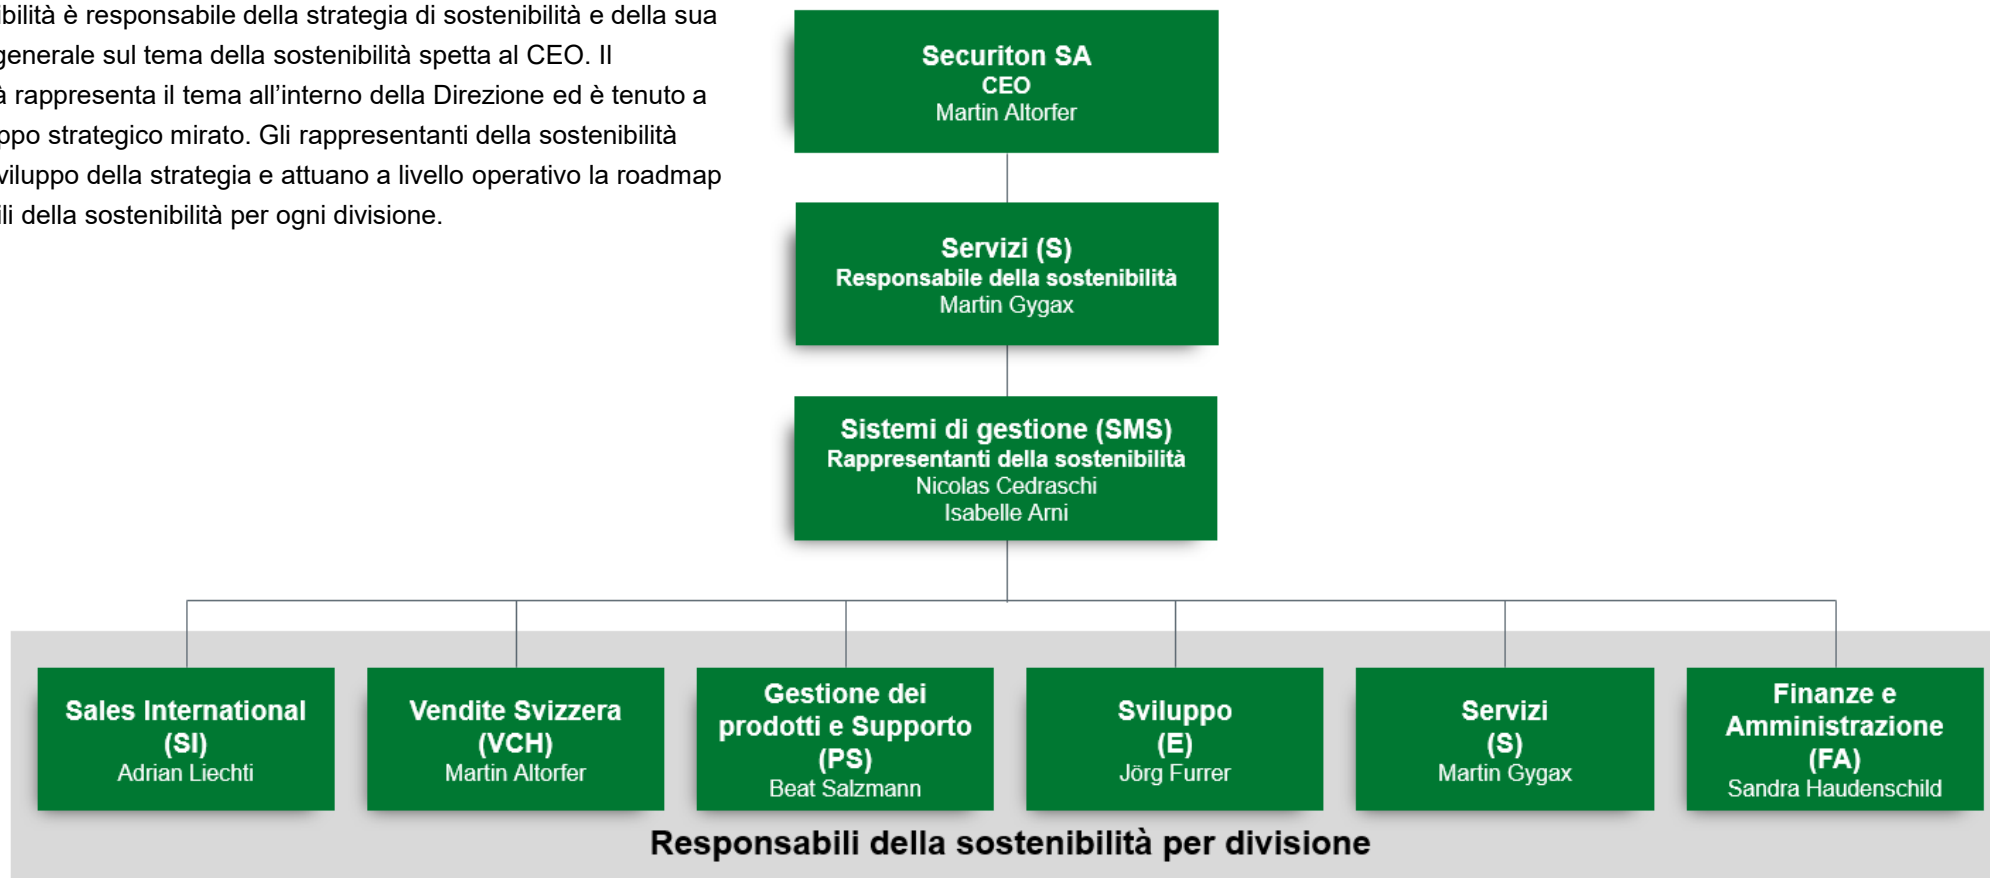 è responsabile della strategia di sostenibilità e della sua
generale sul tema della sostenibilità spetta al CEO. Il
rappresenta il tema all’interno della Direzione ed è tenuto a
strategico mirato. Gli rappresentanti della sostenibilità
della strategia e attuano a livello operativo la roadmap
della sostenibilità per ogni divisione.
Securiton SA
CEO
Martin Altorfer
Servizi (S)
Responsabile della sostenibilità
Martin Gygax
Sistemi di gestione (SMS)
Rappresentanti della sostenibilità
Nicolas Cedraschi
Isabelle Arni
Sales International
(SI)
Adrian Liechti
Vendite Svizzera
(VCH)
Martin Altorfer
Gestione dei
prodotti e Supporto
(PS)
Beat Salzmann
Sviluppo
(E)
Jörg Furrer
Servizi
(S)
Martin Gygax
Finanze e
Amministrazione
(FA)
Sandra Haudenschild
Responsabili della sostenibilità per divisione